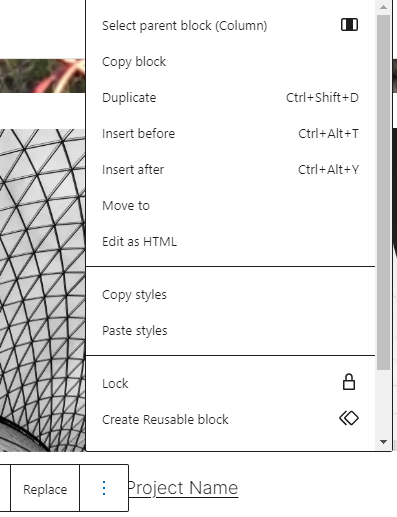 Select parent block (Column)
Copy block
Duplicate Ctrl+Shift+D
Insert before Ctrl+Alt+T
Insert after Ctrl+Alt+Y
Move to
Edit as HTML
Copy styles
Paste styles
Lock
Create Reusable block
Replace
Project Name